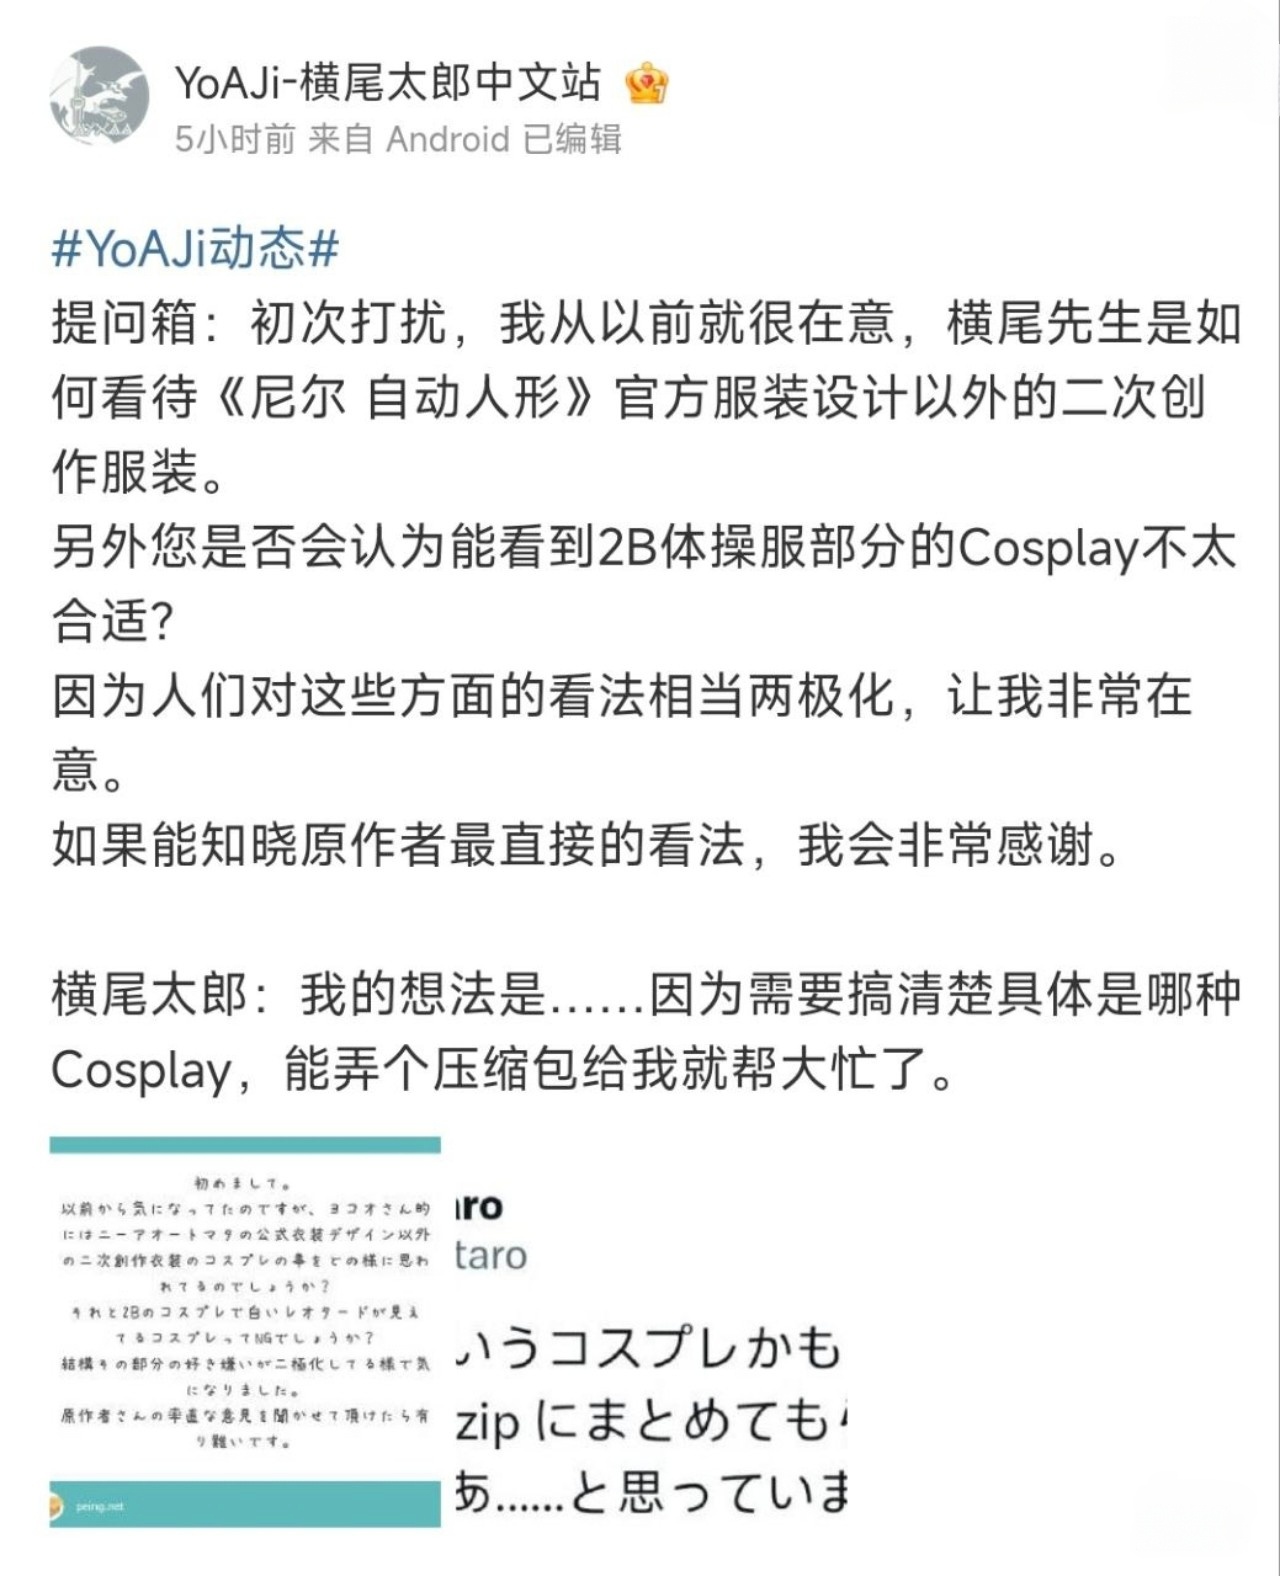 YoAJi-横尾太郎中文站
5小时前 来自 Android 已编辑
#YoAJi动态#
提问箱：初次打扰，我从以前就很在意，横尾先生是如
何看待《尼尔 自动人形》官方服装设计以外的二次创
作服装。
另外您是否会认为能看到2B体操服部分的Cosplay不太
合适？
因为人们对这些方面的看法相当两极化，让我非常在
意。
如果能知晓原作者最直接的看法，我会非常感谢。
横尾太郎：我的想法是……因为需要搞清楚具体是哪种
Cosplay，能弄个压缩包给我就帮大忙了。
初めまして。
以前から気になってたのですが、ヨコオさん的
にはニーアオートマタの公式衣装デザイン以外
の二次創作衣装のコスプレの事をどの様に思わ
れてるのでしょうか？
それと2Bのコスプレで白いレオタードが見え
てるコスプレってNGでしょうか？
結構その部分の好き嫌いが二極化してる様で気
になりました。
原作者さんの率直な意見を聞かせて頂けたら有
り難いです。
peing.net
ro
taro
いうコスプレかも
zip にまとめても
あ......と思っていま